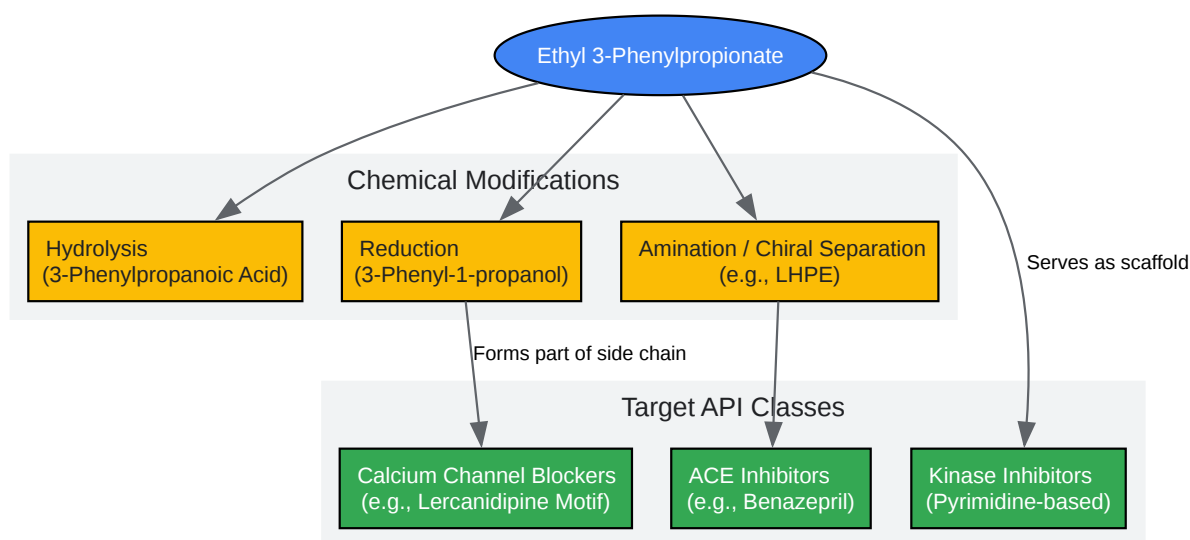 Ethyl 3-Phenylpropionate
Chemical Modifications
Hydrolysis
(3-Phenylpropanoic Acid)
Reduction
(3-Phenyl-1-propanol)
Amination / Chiral Separation
(e.g., LHPE)
Serves as scaffold
Forms part of side chain
Target API Classes
Calcium Channel Blockers
(e.g., Lercanidipine Motif)
ACE Inhibitors
(e.g., Benazepril)
Kinase Inhibitors
(Pyrimidine-based)